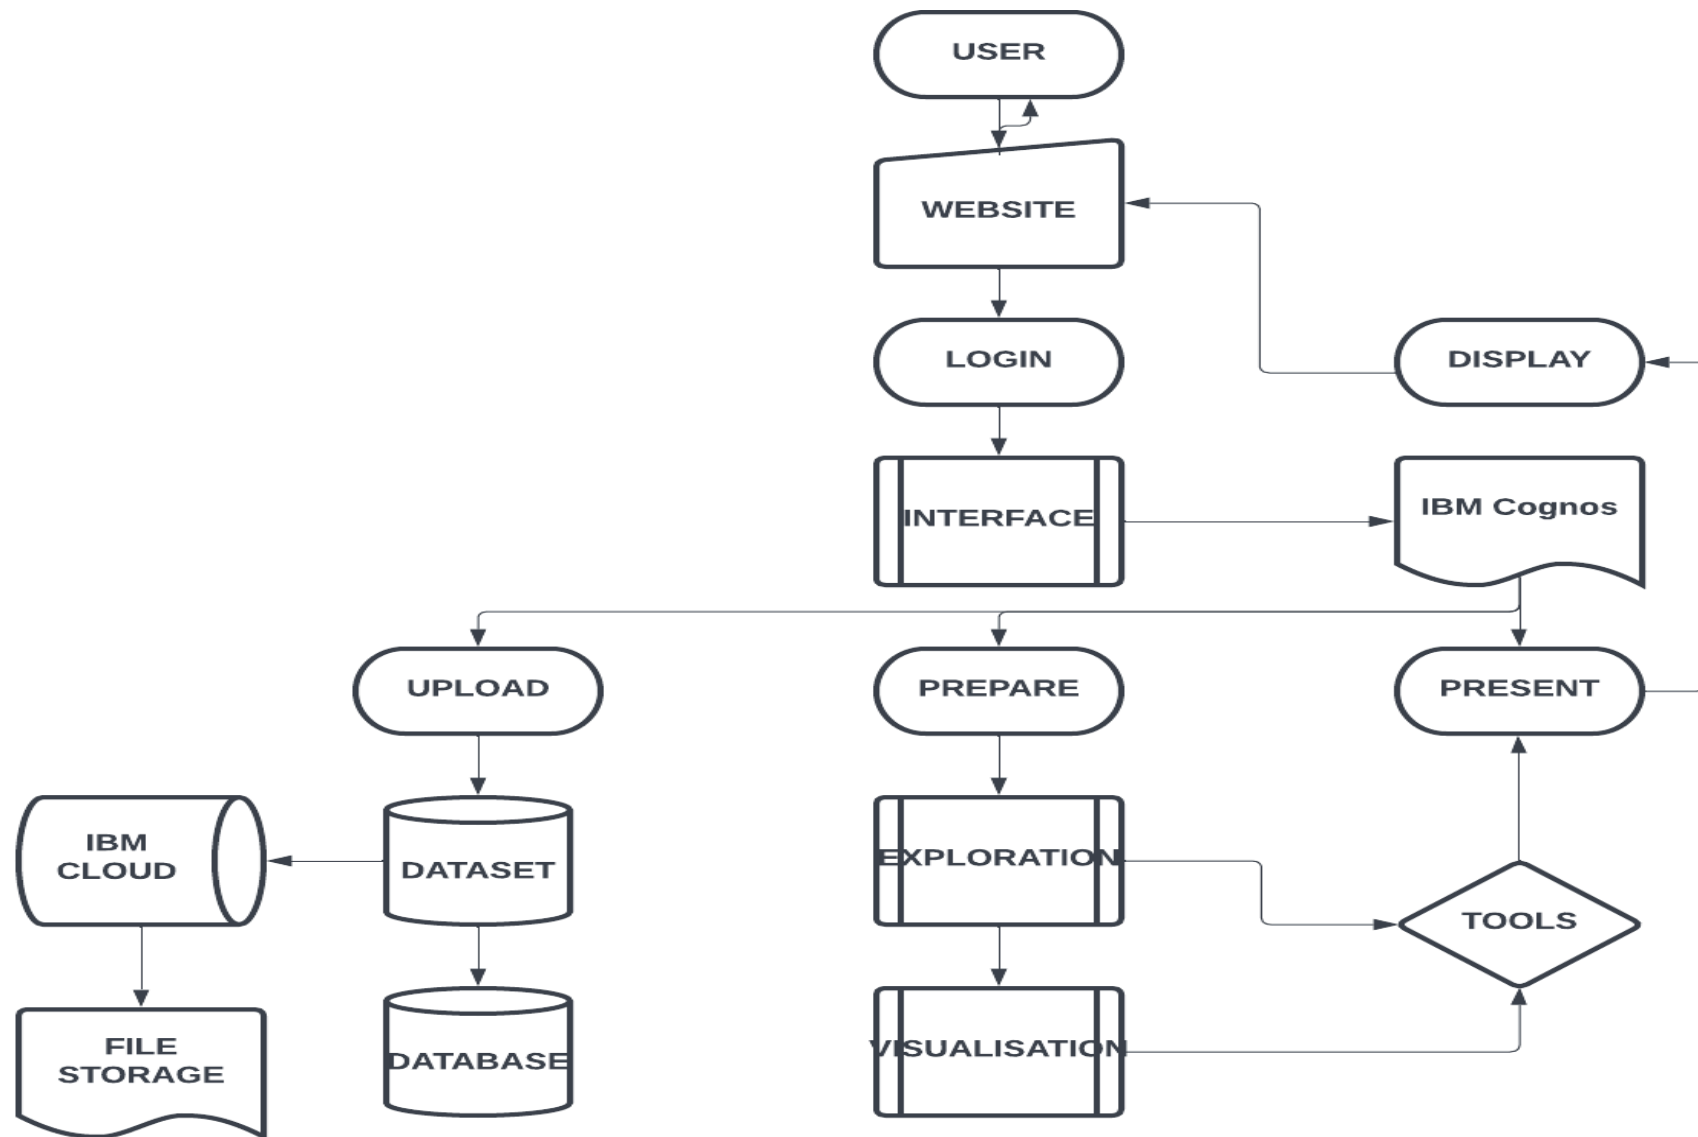 USER
WEBSITE
LOGIN
DISPLAY
INTERFACE
IBM Cognos
UPLOAD
PREPARE
PRESENT
IBM
CLOUD
DATASET
EXPLORATION
TOOLS
FILE
STORAGE
DATABASE
VISUALISATION